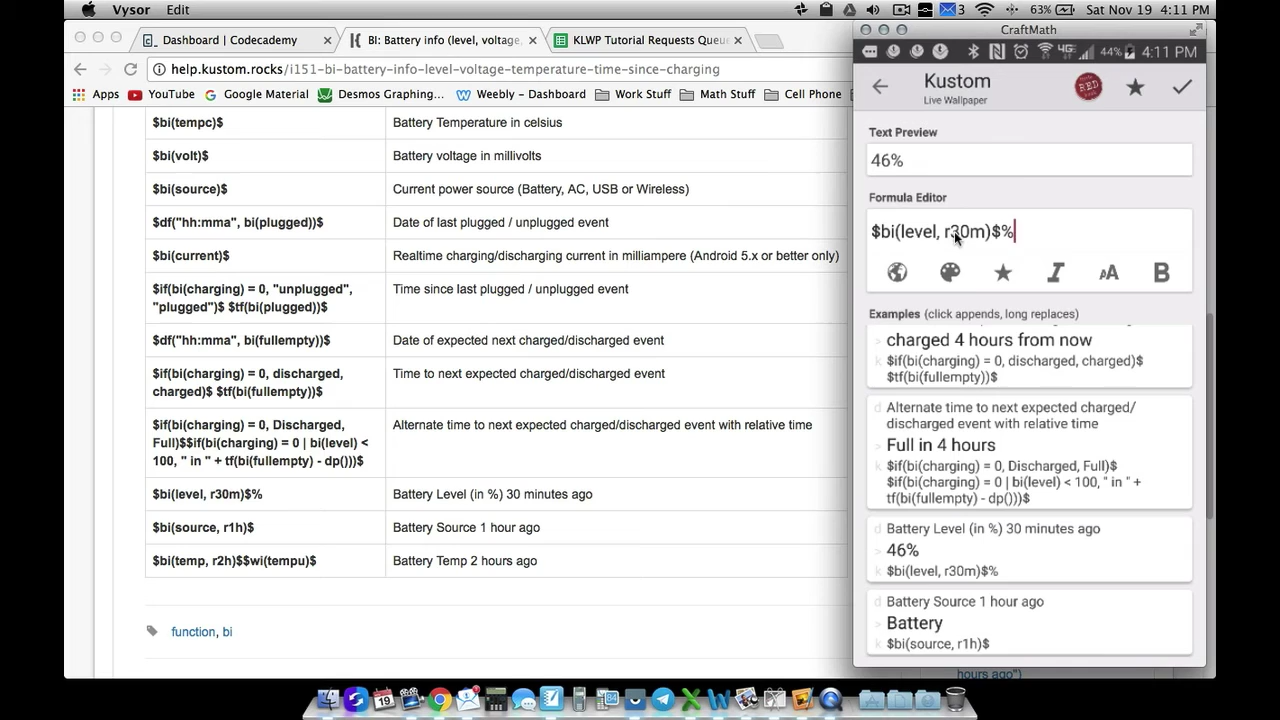 Vysor Edit
3
63%
Sat Nov 19 4:11 PM
Dashboard | Codecademy
BI: Battery info (level, voltage,
KLWP Tutorial Requests Queue
help.kustom.rocks/i151-bi-battery-info-level-voltage-temperature-time-since-charging
Apps
YouTube
Google Material
Desmos Graphing...
Weebly – Dashboard
Work Stuff
Math Stuff
Cell Phone
$bi(tempc)$
Battery Temperature in celsius
$bi(volt)$
Battery voltage in millivolts
$bi(source)$
Current power source (Battery, AC, USB or Wireless)
$df("hh:mma", bi(plugged))$
Date of last plugged / unplugged event
$bi(current)$
Realtime charging/discharging current in milliampere (Android 5.x or better only)
$if(bi(charging) = 0, "unplugged",
"plugged")$ $tf(bi(plugged))$
Time since last plugged / unplugged event
$df("hh:mma", bi(fullempty))$
Date of expected next charged/discharged event
$if(bi(charging) = 0, discharged,
charged)$ $tf(bi(fullempty))$
Time to next expected charged/discharged event
$if(bi(charging) = 0, Discharged,
Full)$$if(bi(charging) = 0 | bi(level) <
100, " in " + tf(bi(fullempty) - dp()))$
Alternate time to next expected charged/discharged event with relative time
$bi(level, r30m)$%
Battery Level (in %) 30 minutes ago
$bi(source, r1h)$
Battery Source 1 hour ago
$bi(temp, r2h)$$wi(tempu)$
Battery Temp 2 hours ago
function, bi
CraftMath
4G
44%
4:11 PM
Kustom
Live Wallpaper
RED
Text Preview
46%
Formula Editor
$bi(level, r30m)$%
I
AA
B
Examples (click appends, long replaces)
> charged 4 hours from now
k $if(bi(charging) = 0, discharged, charged)$
$tf(bi(fullempty))$
d Alternate time to next expected charged/
discharged event with relative time
> Full in 4 hours
k $if(bi(charging) = 0, Discharged, Full)$
$if(bi(charging) = 0 | bi(level) < 100, " in " +
tf(bi(fullempty) - dp()))$
d Battery Level (in %) 30 minutes ago
> 46%
k $bi(level, r30m)$%
d Battery Source 1 hour ago
> Battery
k $bi(source, r1h)$
hours ago")
19